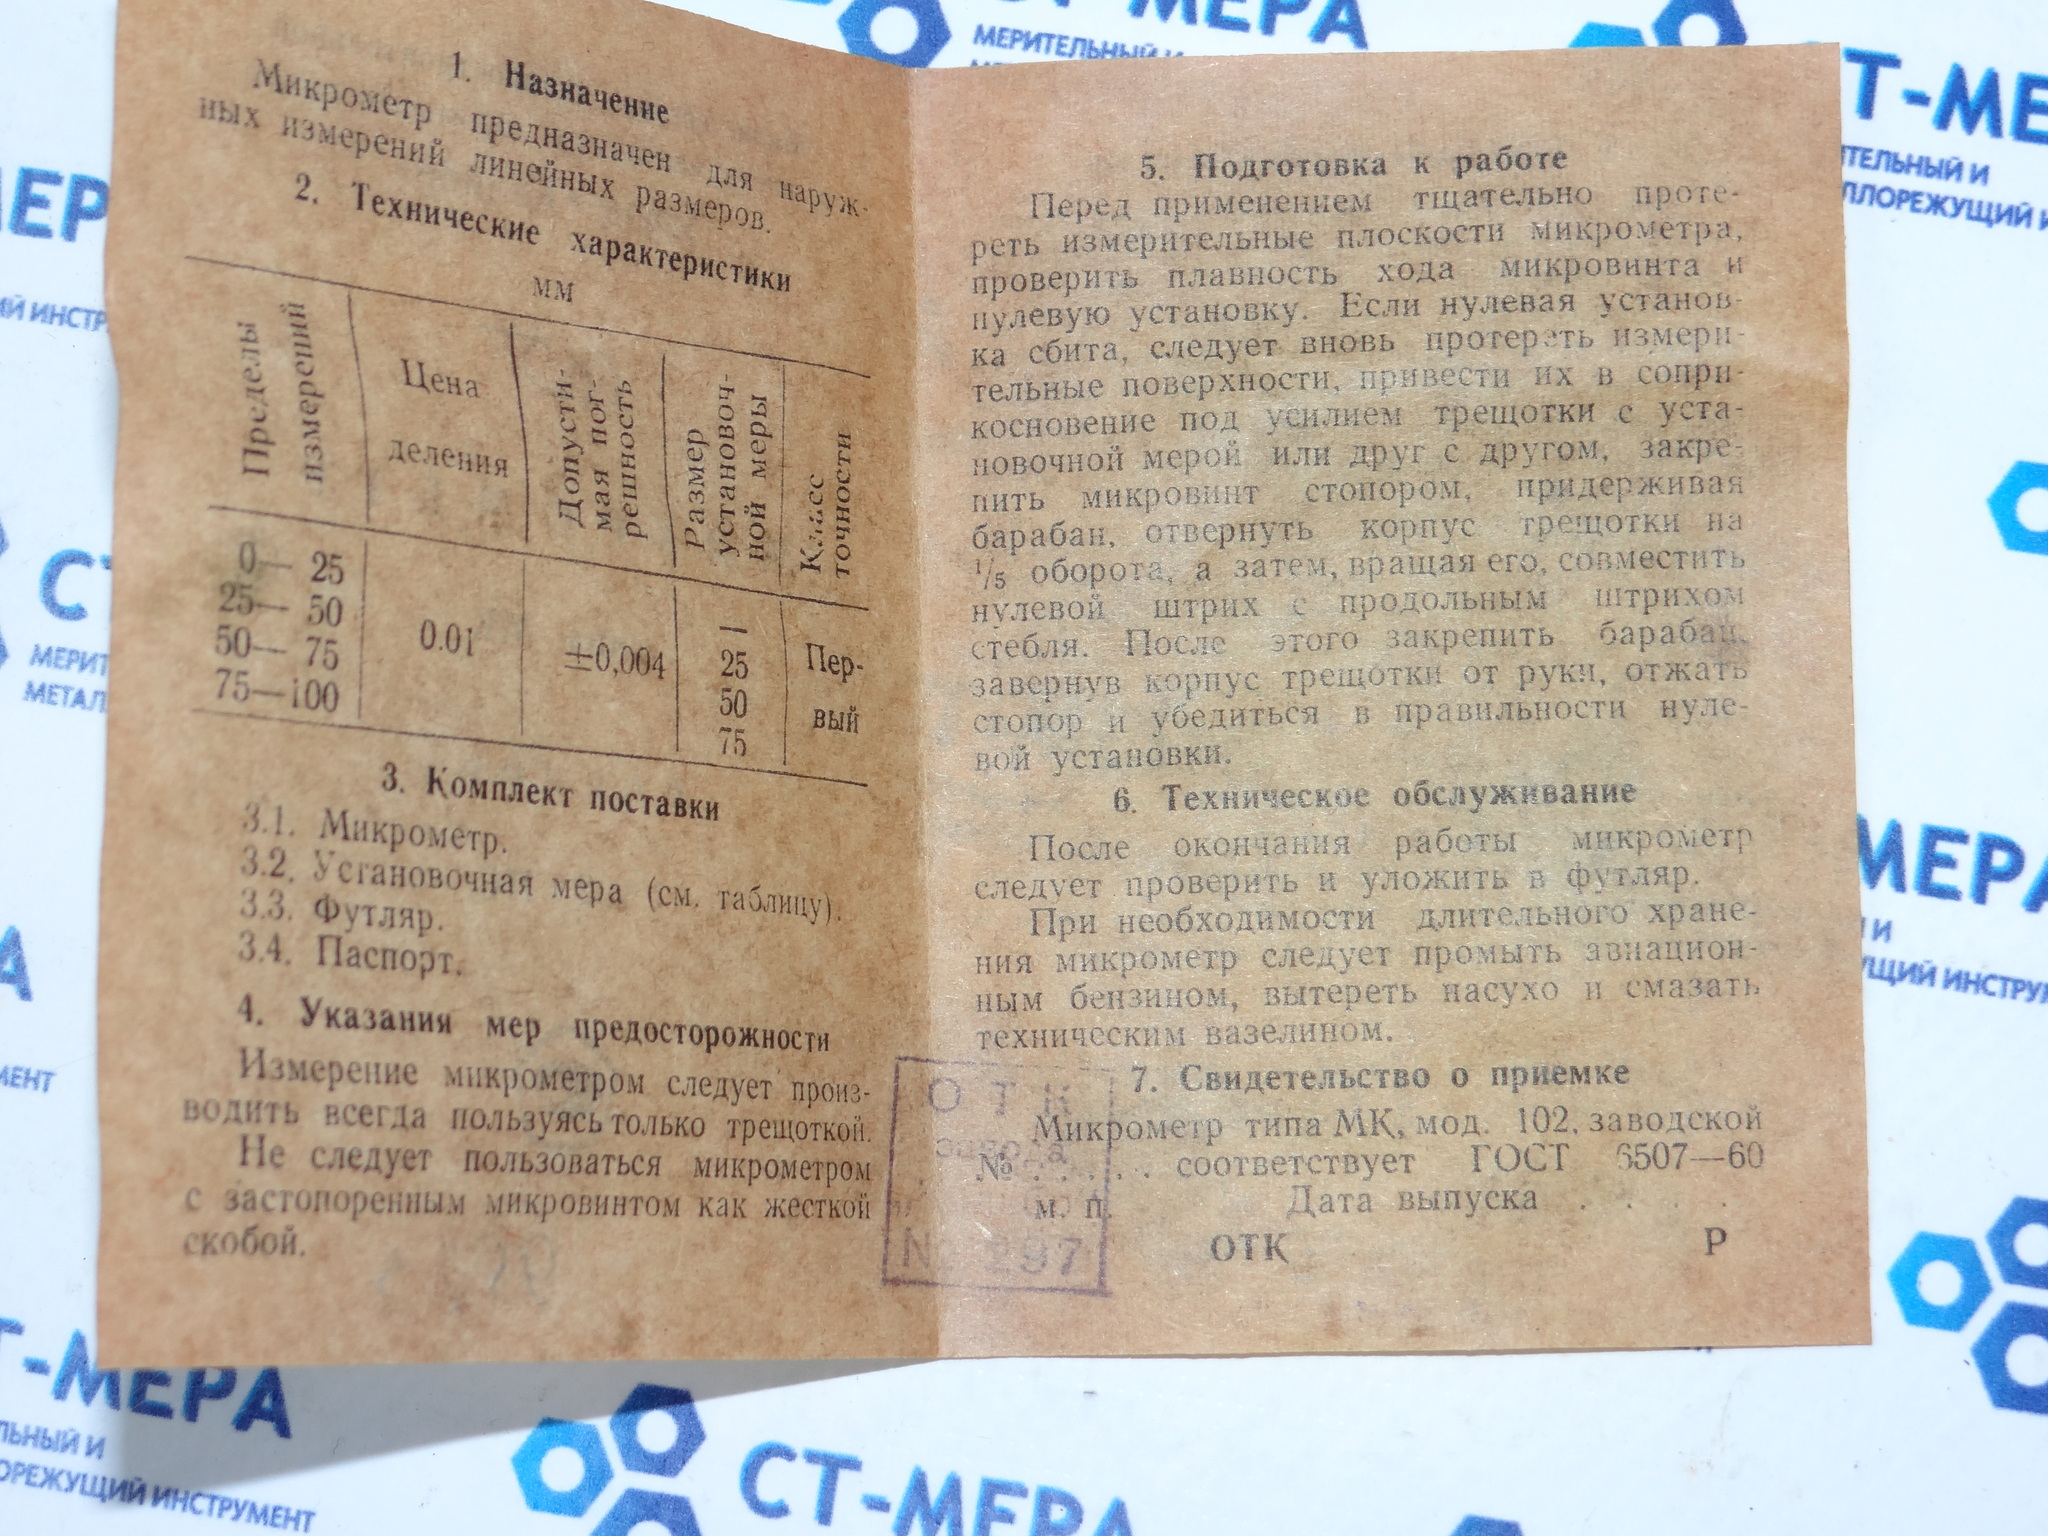 1. Назначение
Микрометр предназначен для наруж-
ных измерений линейных размеров.
2. Технические характеристики
мм
Пределы измерений
Цена деления
Допусти-
мая пог-
решность
Размер
установоч-
ной меры
Класс
точности
0— 25
25— 50
50— 75
75—100
0.01
±0,004
—
25
50
75
Пер-
вый
3. Комплект поставки
3.1. Микрометр.
3.2. Установочная мера (см. таблицу).
3.3. Футляр.
3.4. Паспорт.
4. Указания мер предосторожности
Измерение микрометром следует произ-
водить всегда пользуясь только трещоткой.
Не следует пользоваться микрометром
с застопоренным микровинтом как жесткой
скобой.
5. Подготовка к работе
Перед применением тщательно проте-
реть измерительные плоскости микрометра,
проверить плавность хода микровинта и
нулевую установку. Если нулевая установ-
ка сбита, следует вновь протереть измери-
тельные поверхности, привести их в сопри-
косновение под усилием трещотки с уста-
новочной мерой или друг с другом, закре-
пить микровинт стопором, придерживая
барабан, отвернуть корпус трещотки на
1/5 оборота, а затем, вращая его, совместить
нулевой штрих с продольным штрихом
стебля. После этого закрепить барабан,
завернув корпус трещотки от руки, отжать
стопор и убедиться в правильности нуле-
вой установки.
6. Техническое обслуживание
После окончания работы микрометр
следует проверить и уложить в футляр.
При необходимости длительного хране-
ния микрометр следует промыть авиацион-
ным бензином, вытереть насухо и смазать
техническим вазелином.
7. Свидетельство о приемке
Микрометр типа МК, мод. 102, заводской
№ . . . . . соответствует ГОСТ 6507—60
м. п. Дата выпуска . . . .
ОТК Р
ОТК
завода
297
СТ-МЕРА
МЕРИТЕЛЬНЫЙ И
СТ-МЕРА